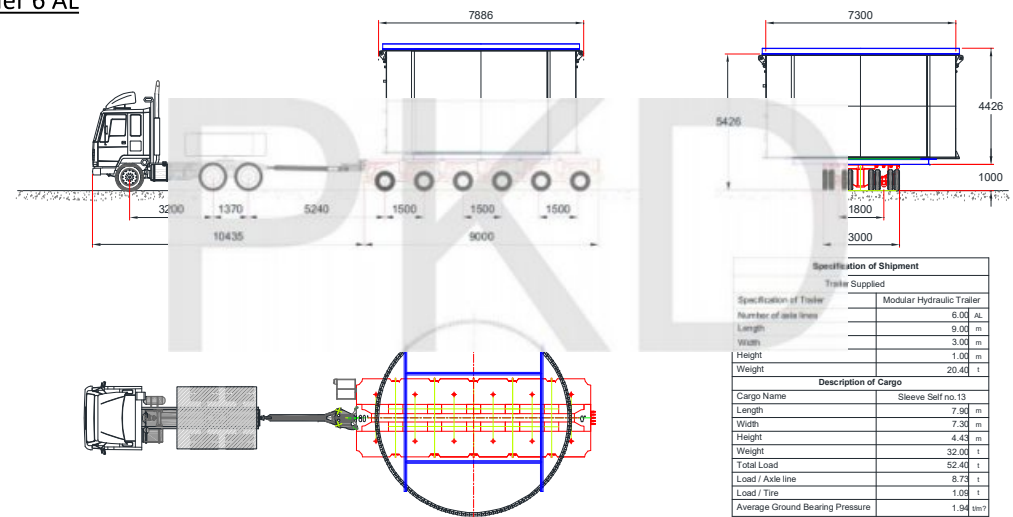 er 6 AL
7886
7300
5426
4426
1000
3200
1370
5240
1500
1500
1500
1800
10435
9000
3000
PKD
80°
0°
Specification of Shipment
Trailer Supplied
Specification of Trailer Modular Hydraulic Trailer
Number of axle lines 6.00 AL
Length 9.00 m
Width 3.00 m
Height 1.00 m
Weight 20.40 t
Description of Cargo
Cargo Name Sleeve Self no.13
Length 7.90 m
Width 7.30 m
Height 4.43 m
Weight 32.00 t
Total Load 52.40 t
Load / Axle line 8.73 t
Load / Tire 1.09 t
Average Ground Bearing Pressure 1.94 t/m?